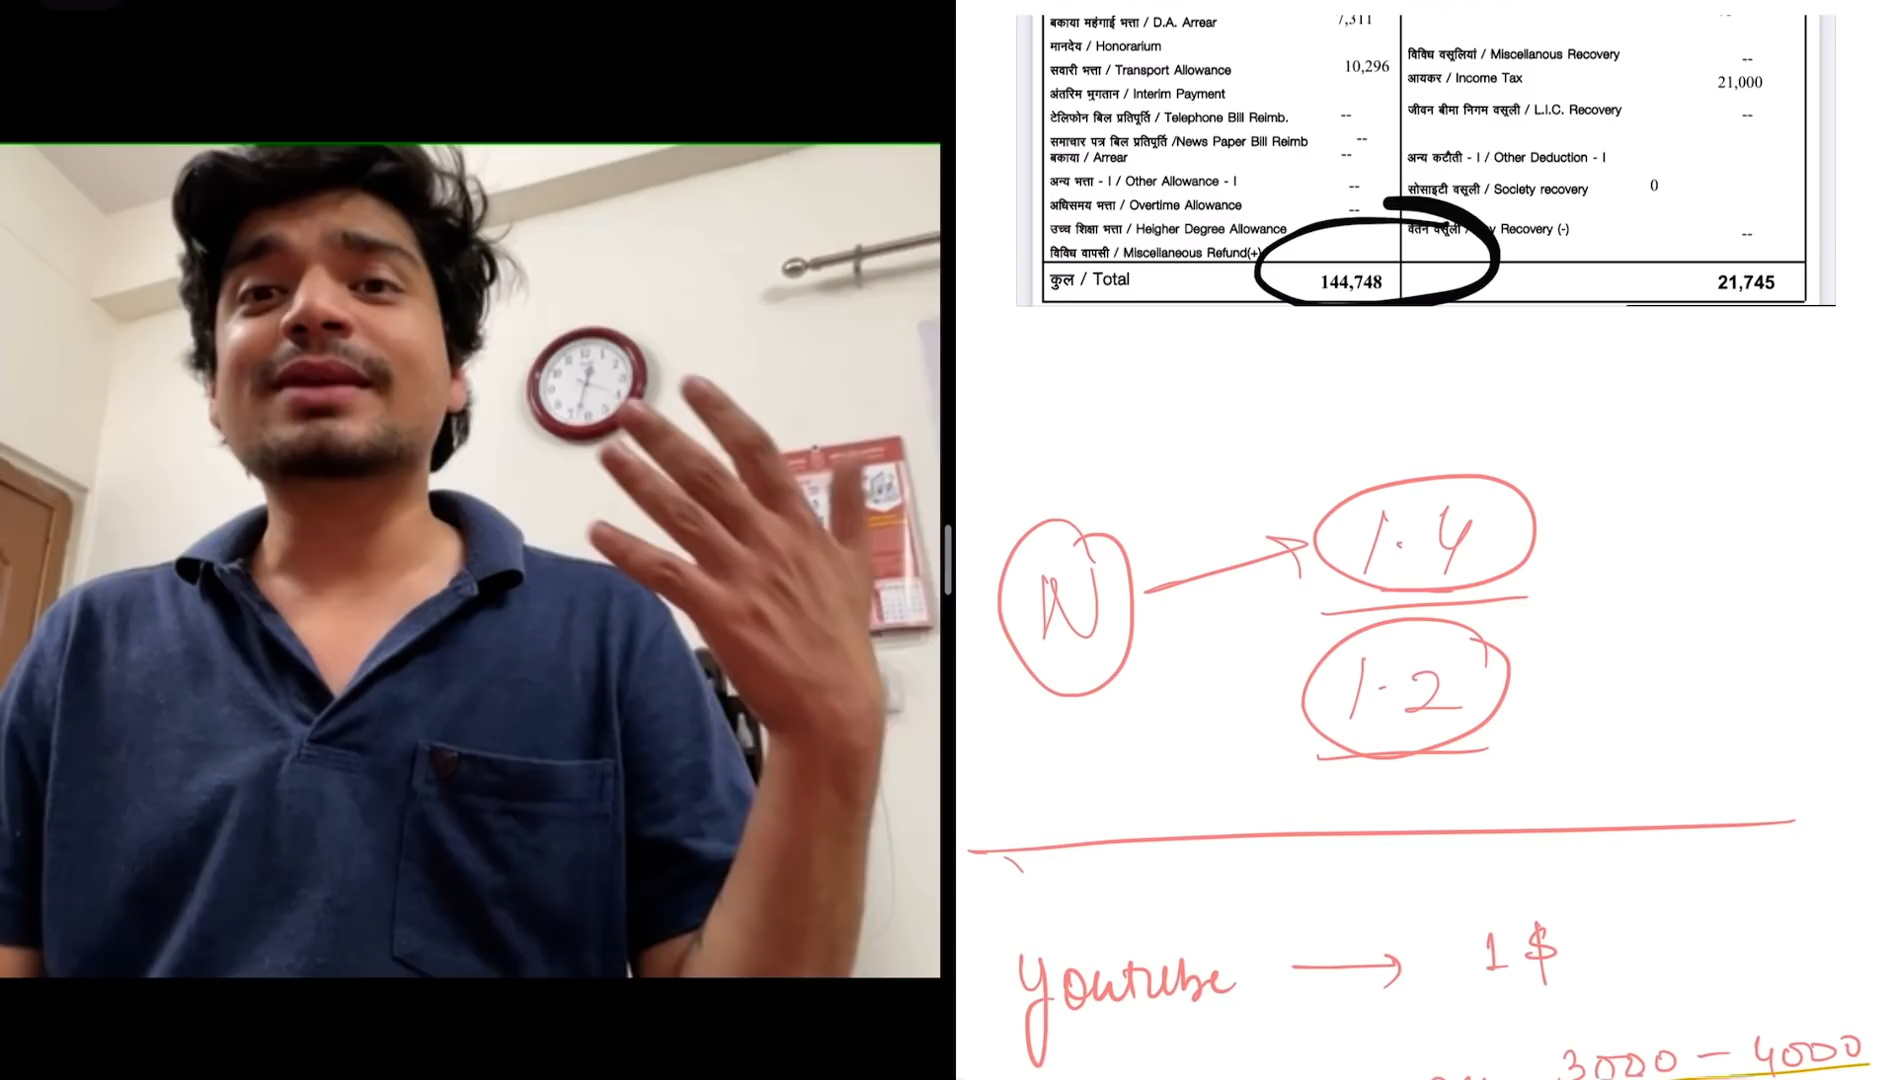 बकाया महंगाई भत्ता / D.A. Arrear 7,311
मानदेय / Honorarium
सवारी भत्ता / Transport Allowance 10,296
अंतरिम भुगतान / Interim Payment
टेलिफोन बिल प्रतिपूर्ति / Telephone Bill Reimb. --
समाचार पत्र बिल प्रतिपूर्ति /News Paper Bill Reimb --
बकाया / Arrear --
अन्य भत्ता - I / Other Allowance - I --
अधिसमय भत्ता / Overtime Allowance --
उच्च शिक्षा भत्ता / Heigher Degree Allowance
विविध वापसी / Miscellaneous Refund(+)
कुल / Total 144,748
विविध वसूलियां / Miscellanous Recovery --
आयकर / Income Tax 21,000
जीवन बीमा निगम वसूली / L.I.C. Recovery --
अन्य कटौती - I / Other Deduction - I
सोसाइटी वसूली / Society recovery 0
वेतन वसूली / Recovery (-) --
21,745
N
1.4
1.2
Youtube → 1 $
3000 - 4000